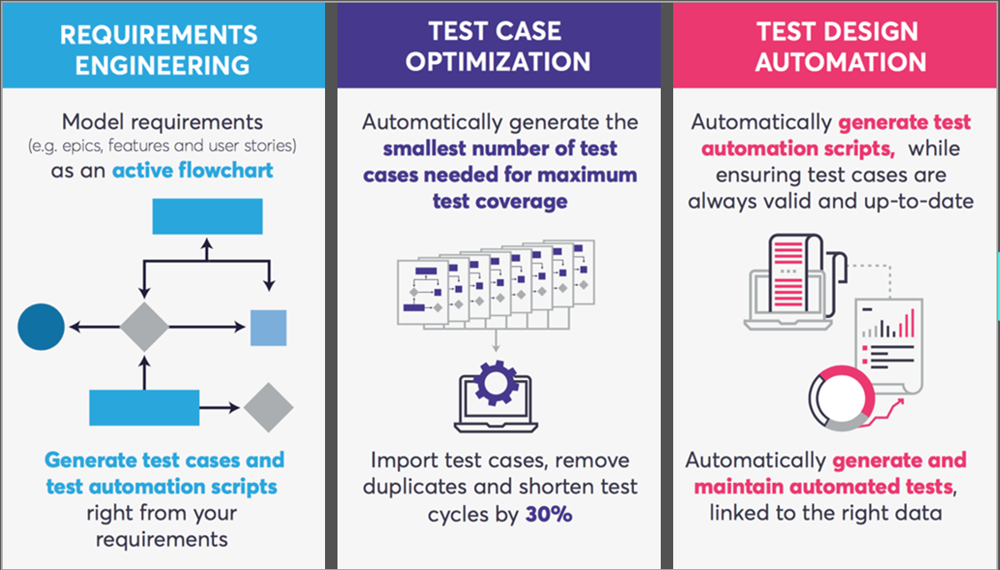 REQUIREMENTS
ENGINEERING
Model requirements
(e.g. epics, features and user stories)
as an active flowchart
Generate test cases and
test automation scripts
right from your
requirements
TEST CASE
OPTIMIZATION
Automatically generate the
smallest number of test
cases needed for maximum
test coverage
Import test cases, remove
duplicates and shorten test
cycles by 30%
TEST DESIGN
AUTOMATION
Automatically generate test
automation scripts, while
ensuring test cases are
always valid and up-to-date
Automatically generate and
maintain automated tests,
linked to the right data